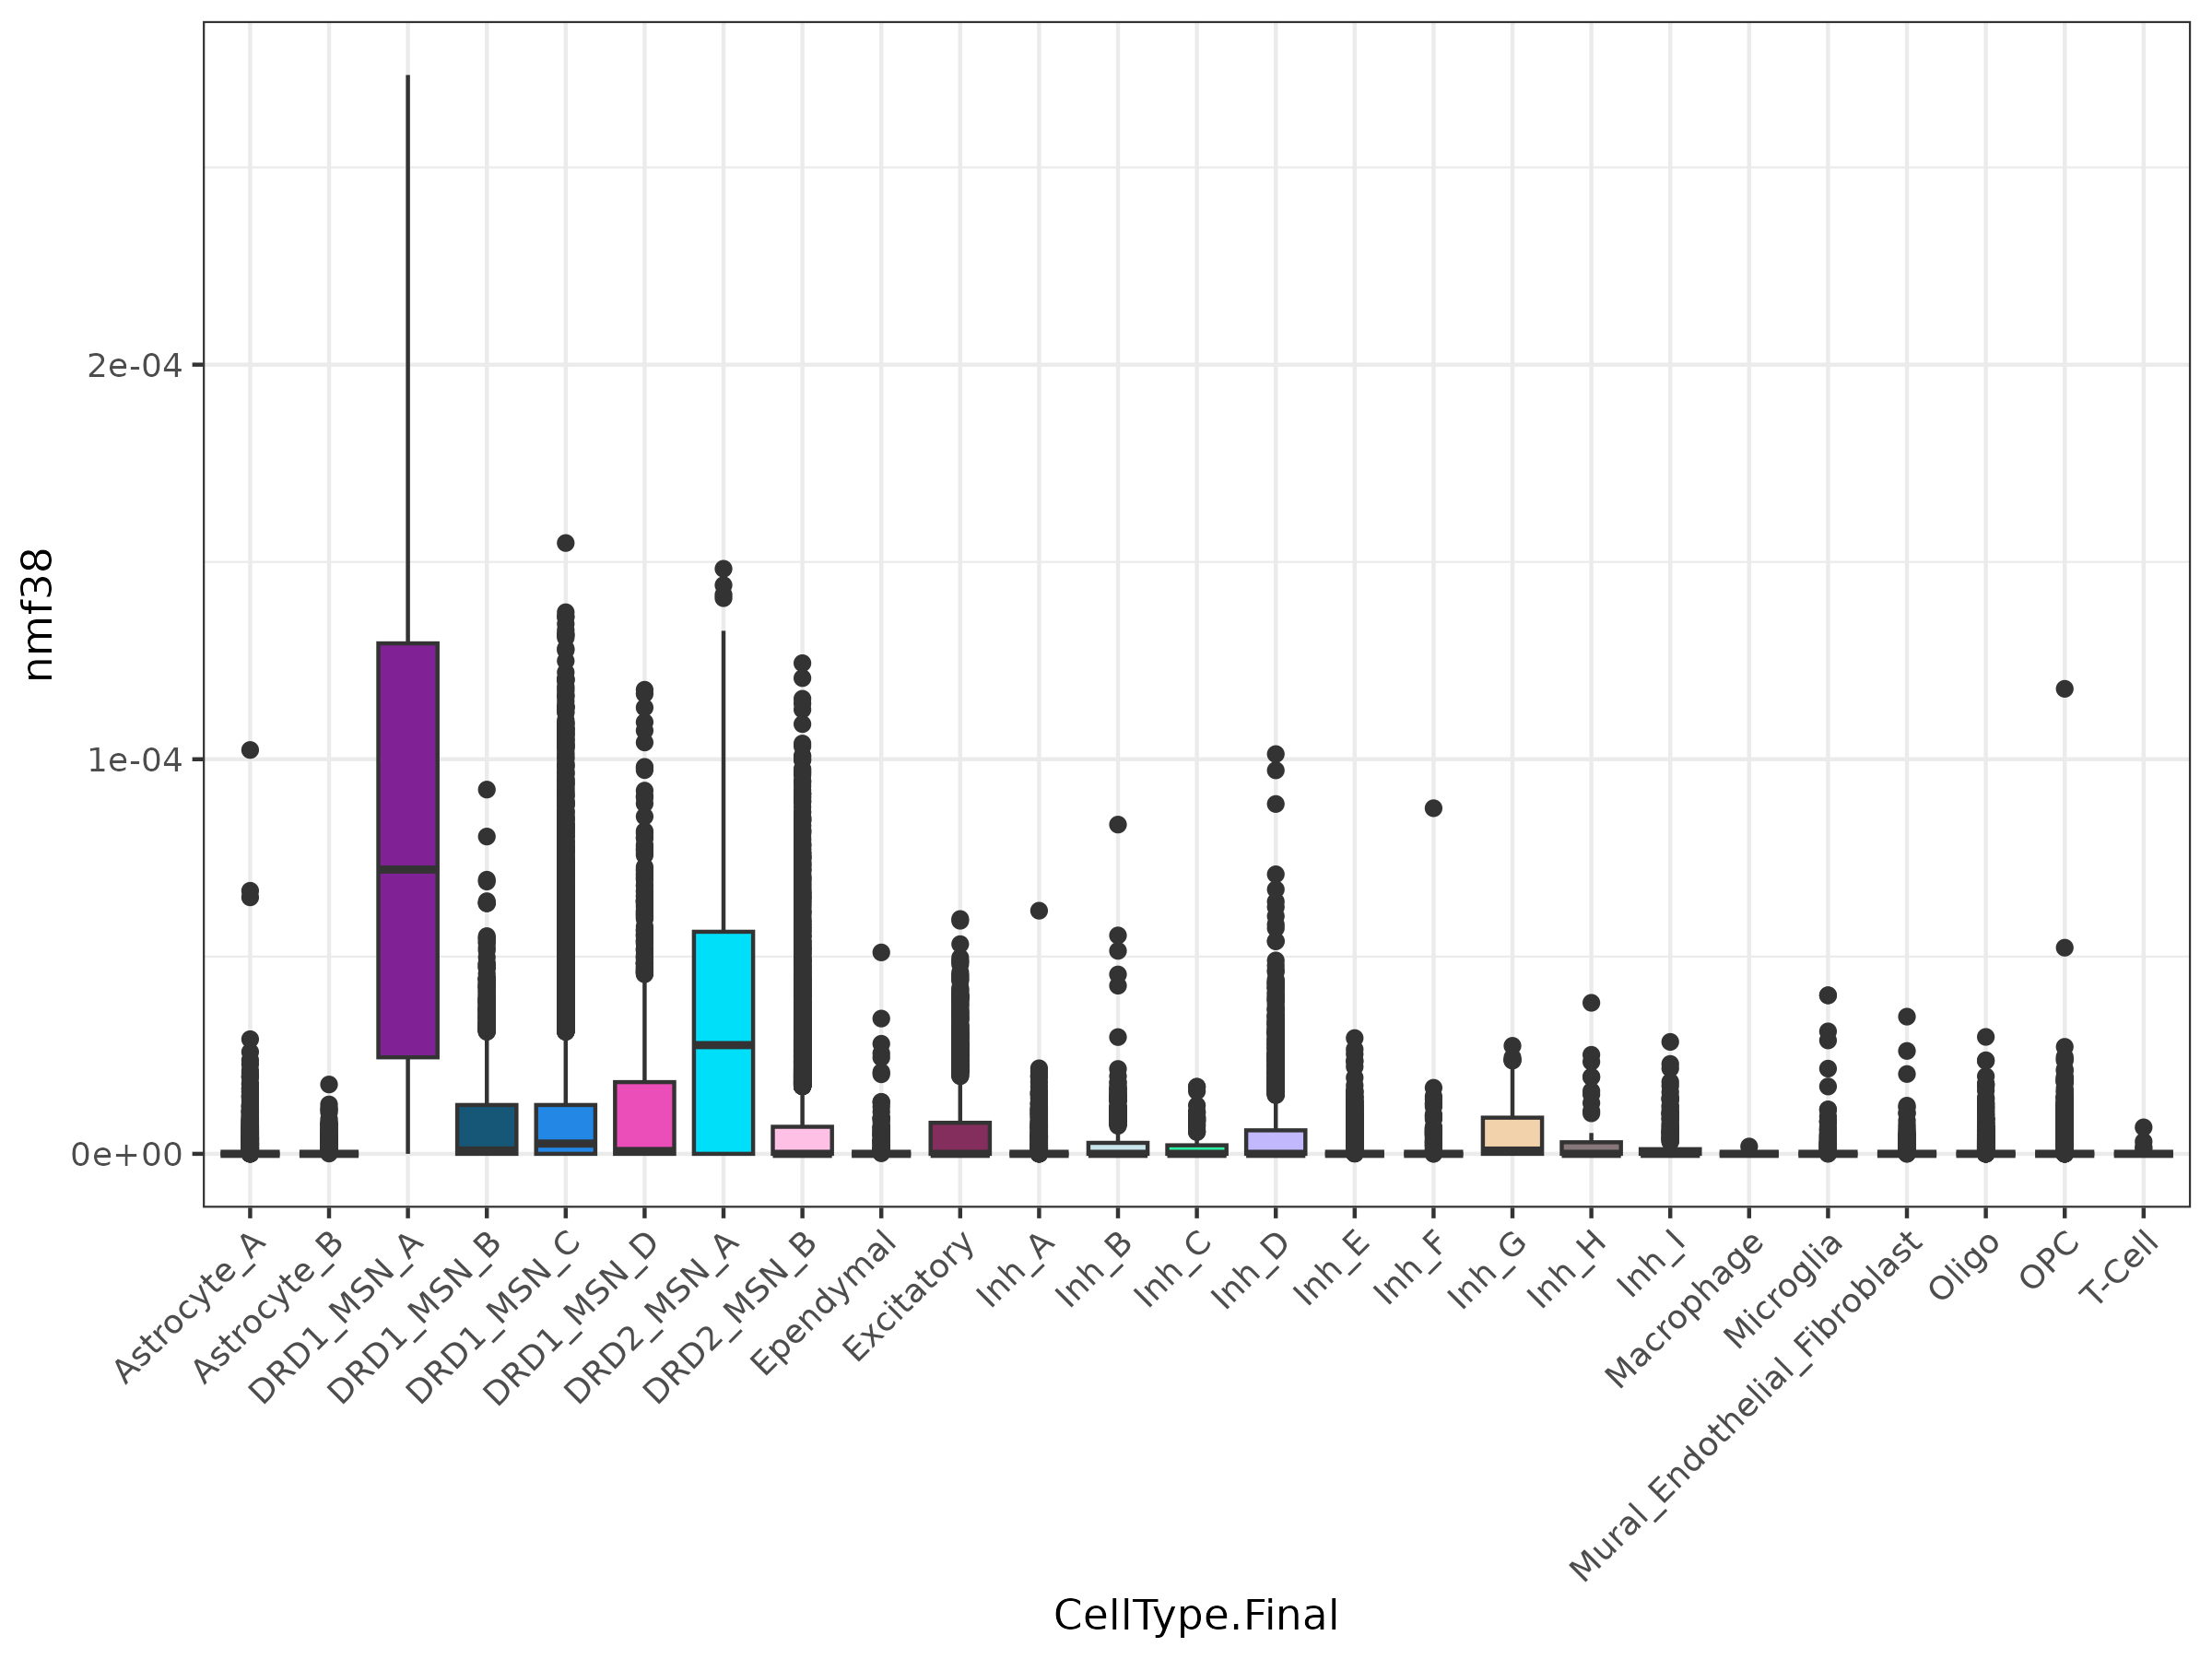 nmf38
2e-04
1e-04
0e+00
Astrocyte_A
Astrocyte_B
DRD1_MSN_A
DRD1_MSN_B
DRD1_MSN_C
DRD1_MSN_D
DRD2_MSN_A
DRD2_MSN_B
Ependymal
Excitatory
Inh_A
Inh_B
Inh_C
Inh_D
Inh_E
Inh_F
Inh_G
Inh_H
Inh_I
Macrophage
Microglia
Mural_Endothelial_Fibroblast
Oligo
OPC
T-Cell
CellType.Final